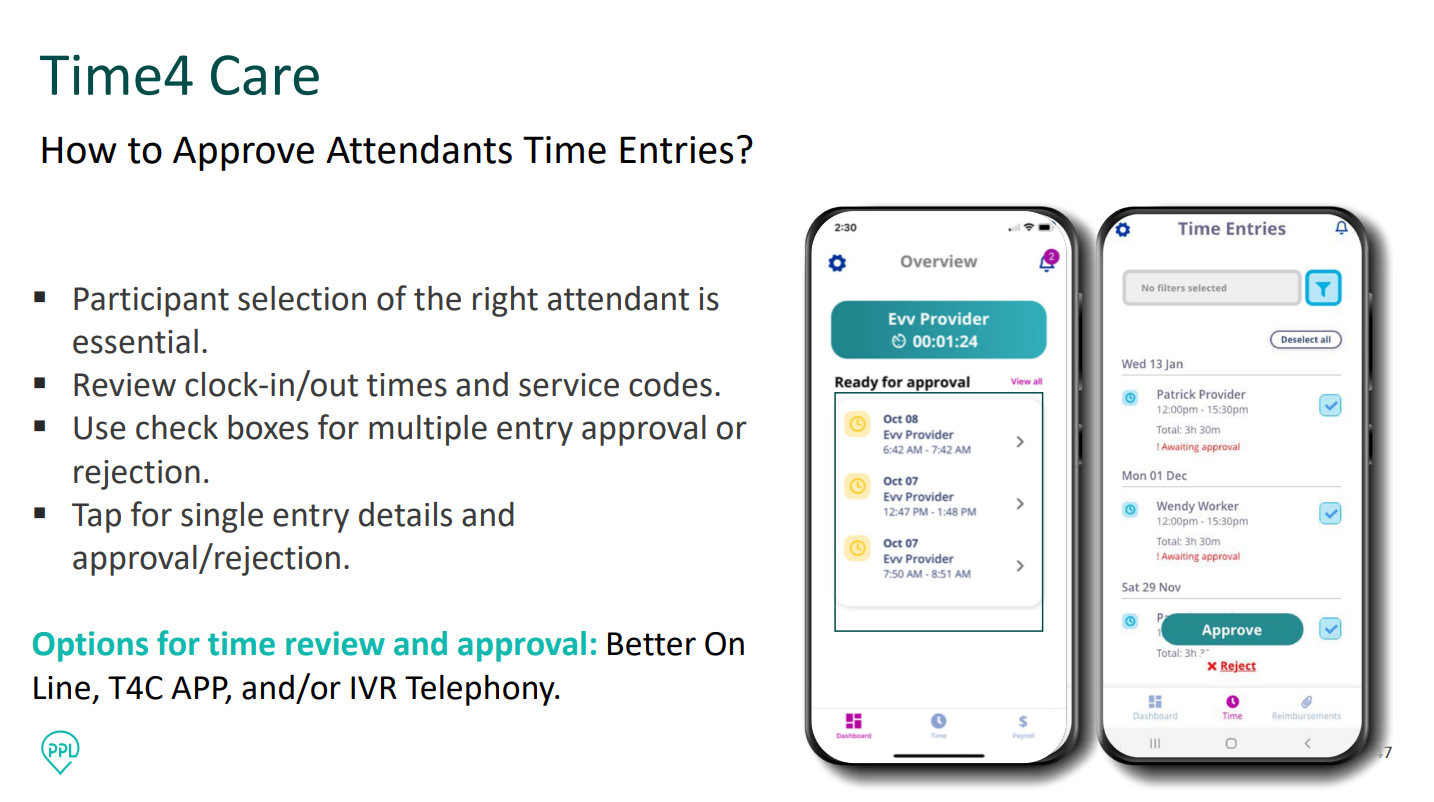 Time4 Care
How to Approve Attendants Time Entries?
▪ Participant selection of the right attendant is
essential.
▪ Review clock-in/out times and service codes.
▪ Use check boxes for multiple entry approval or
rejection.
▪ Tap for single entry details and
approval/rejection.
Options for time review and approval: Better On
Line, T4C APP, and/or IVR Telephony.
PPL
2:30
Overview
2
Evv Provider
00:01:24
Ready for approval View all
Oct 08
Evv Provider
6:42 AM - 7:42 AM
Oct 07
Evv Provider
12:47 PM - 1:48 PM
Oct 07
Evv Provider
7:50 AM - 8:51 AM
Dashboard Time Payroll
Time Entries
No filters selected
Deselect all
Wed 13 Jan
Patrick Provider
12:00pm - 15:30pm
Total: 3h 30m
! Awaiting approval
Mon 01 Dec
Wendy Worker
12:00pm - 15:30pm
Total: 3h 30m
! Awaiting approval
Sat 29 Nov
Approve
Total: 3h
Reject
Dashboard Time Reimbursements
47